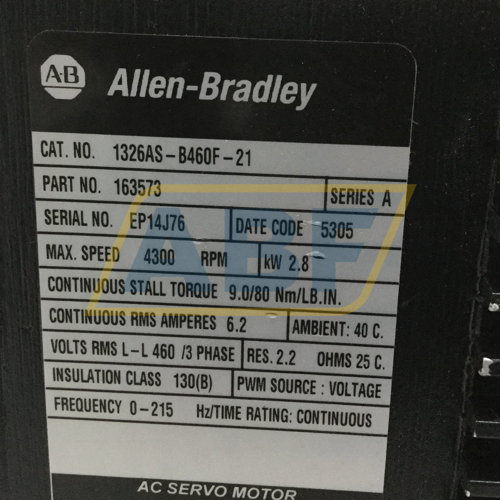 A-B Allen-Bradley
CAT. NO. 1326AS-B460F-21
PART NO. 163573 SERIES A
SERIAL NO. EP14J76 DATE CODE 5305
MAX. SPEED 4300 RPM kW 2.8
CONTINUOUS STALL TORQUE 9.0/80 Nm/LB.IN.
CONTINUOUS RMS AMPERES 6.2 AMBIENT: 40 C.
VOLTS RMS L-L 460 /3 PHASE RES. 2.2 OHMS 25 C.
INSULATION CLASS 130(B) PWM SOURCE : VOLTAGE
FREQUENCY 0-215 Hz/TIME RATING: CONTINUOUS
AC SERVO MOTOR
ABF